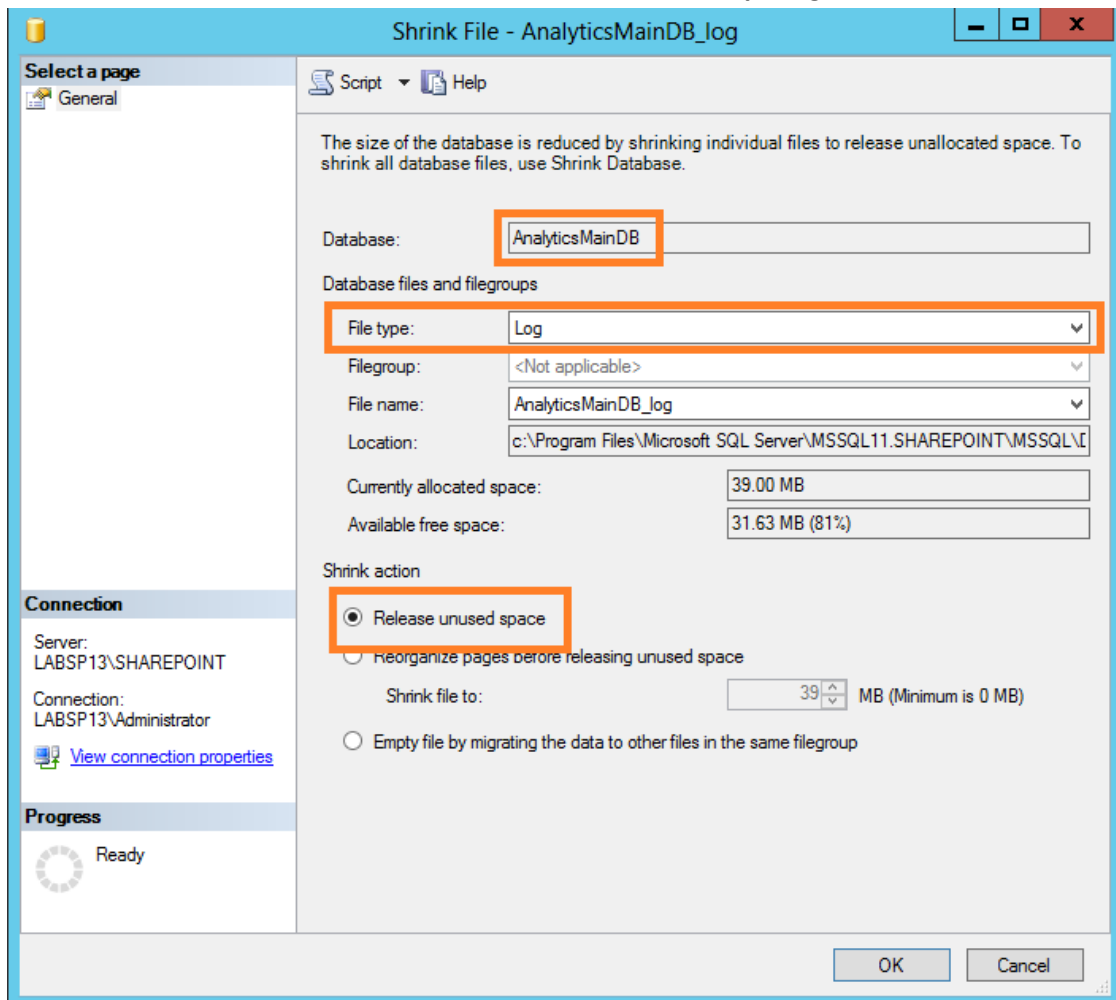 Shrink File - AnalyticsMainDB_log
Select a page
General
Script Help
The size of the database is reduced by shrinking individual files to release unallocated space. To
shrink all database files, use Shrink Database.
Database: AnalyticsMainDB
Database files and filegroups
File type: Log
Filegroup: <Not applicable>
File name: AnalyticsMainDB_log
Location: c:\Program Files\Microsoft SQL Server\MSSQL11.SHAREPOINT\MSSQL\
Currently allocated space: 39.00 MB
Available free space: 31.63 MB (81%)
Shrink action
Release unused space
Reorganize pages before releasing unused space
Shrink file to: 39 MB (Minimum is 0 MB)
Empty file by migrating the data to other files in the same filegroup
Connection
Server:
LABSP13\SHAREPOINT
Connection:
LABSP13\Administrator
View connection properties
Progress
Ready
OK Cancel